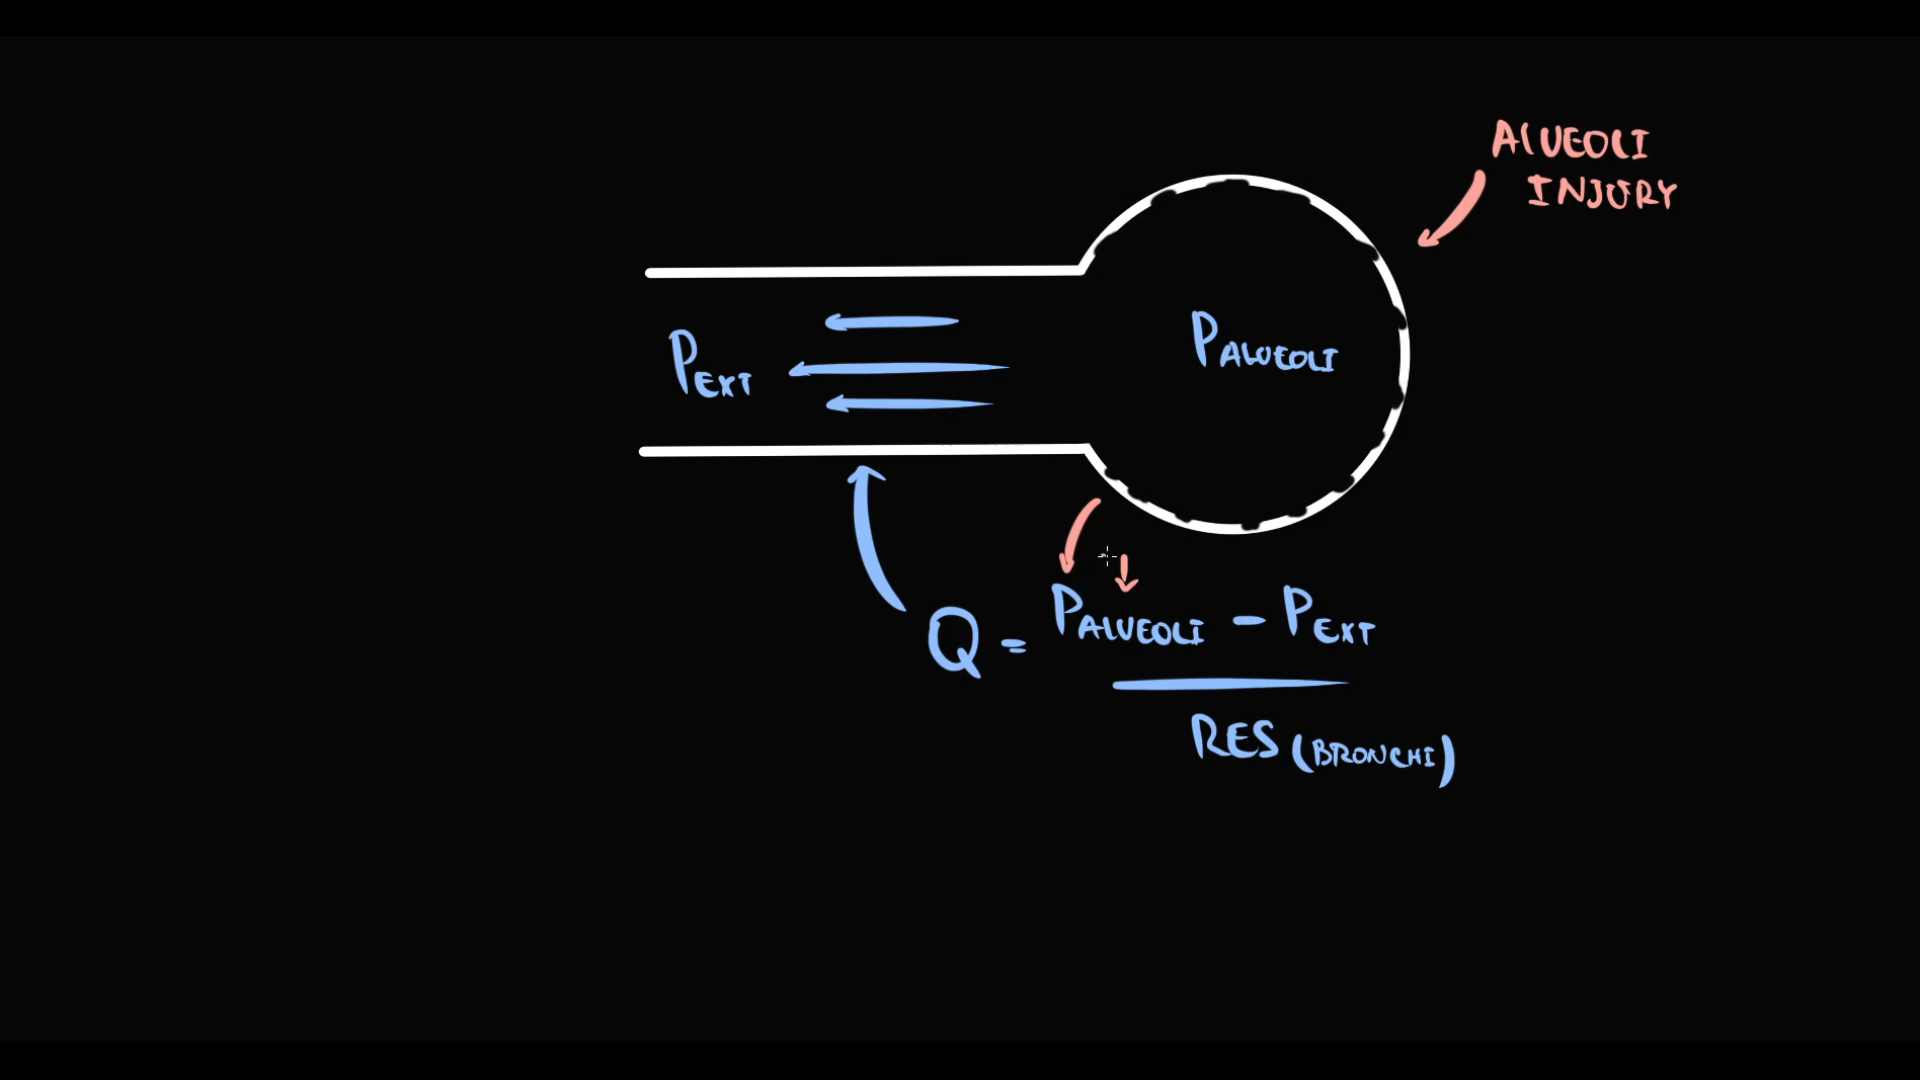 ALVEOLI
INJURY
PALVEOLI
PEXT
PALVEOLI - PEXT
Q =
RES (BRONCHI)